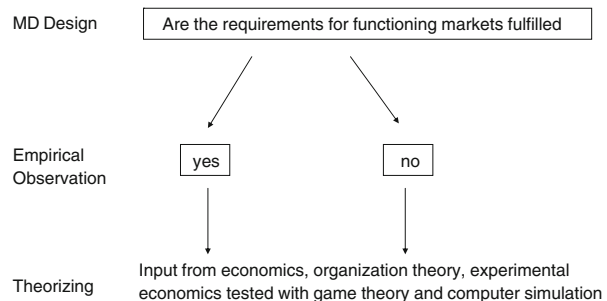 MD Design
Are the requirements for functioning markets fulfilled
Empirical
Observation
yes
no
Theorizing
Input from economics, organization theory, experimental
economics tested with game theory and computer simulation